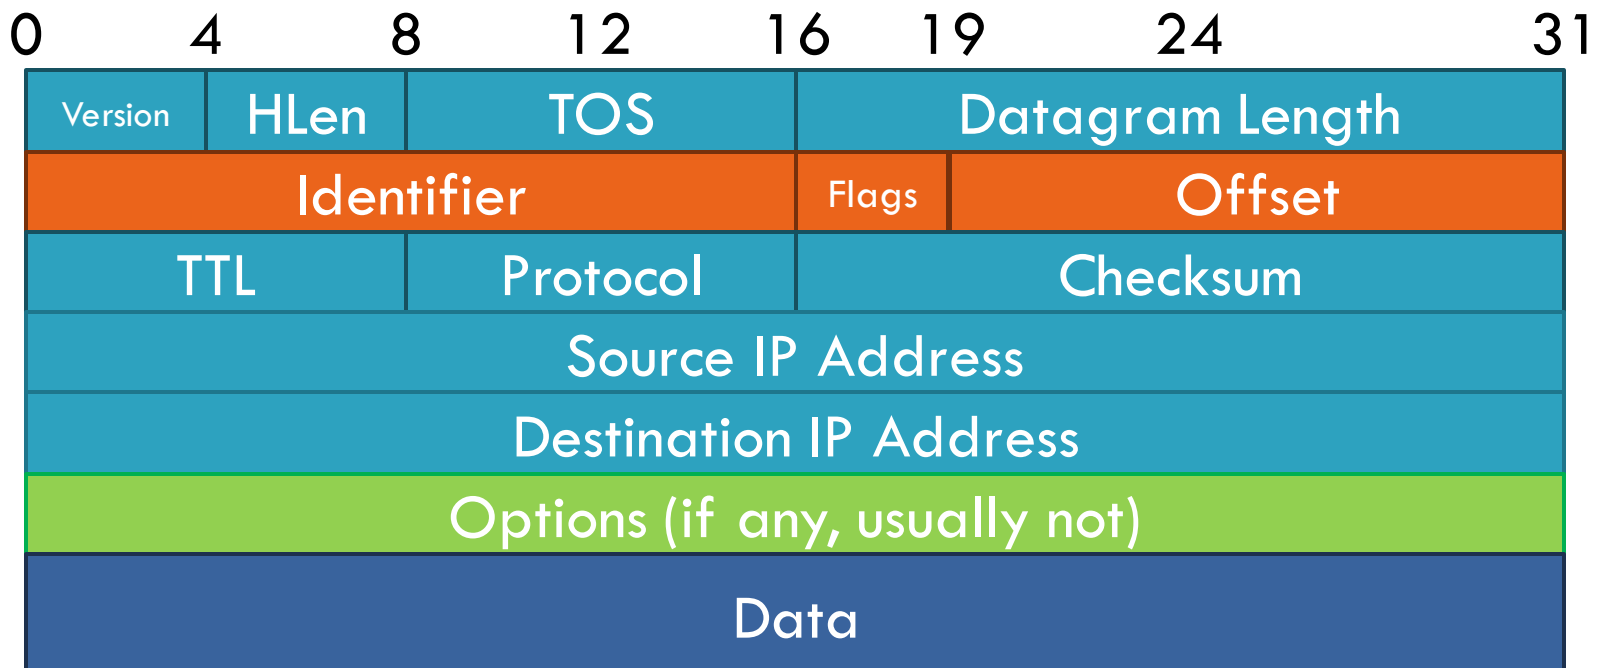 0 4 8 12 16 19 24 31
Version HLen TOS Datagram Length
Identifier Flags Offset
TTL Protocol Checksum
Source IP Address
Destination IP Address
Options (if any, usually not)
Data